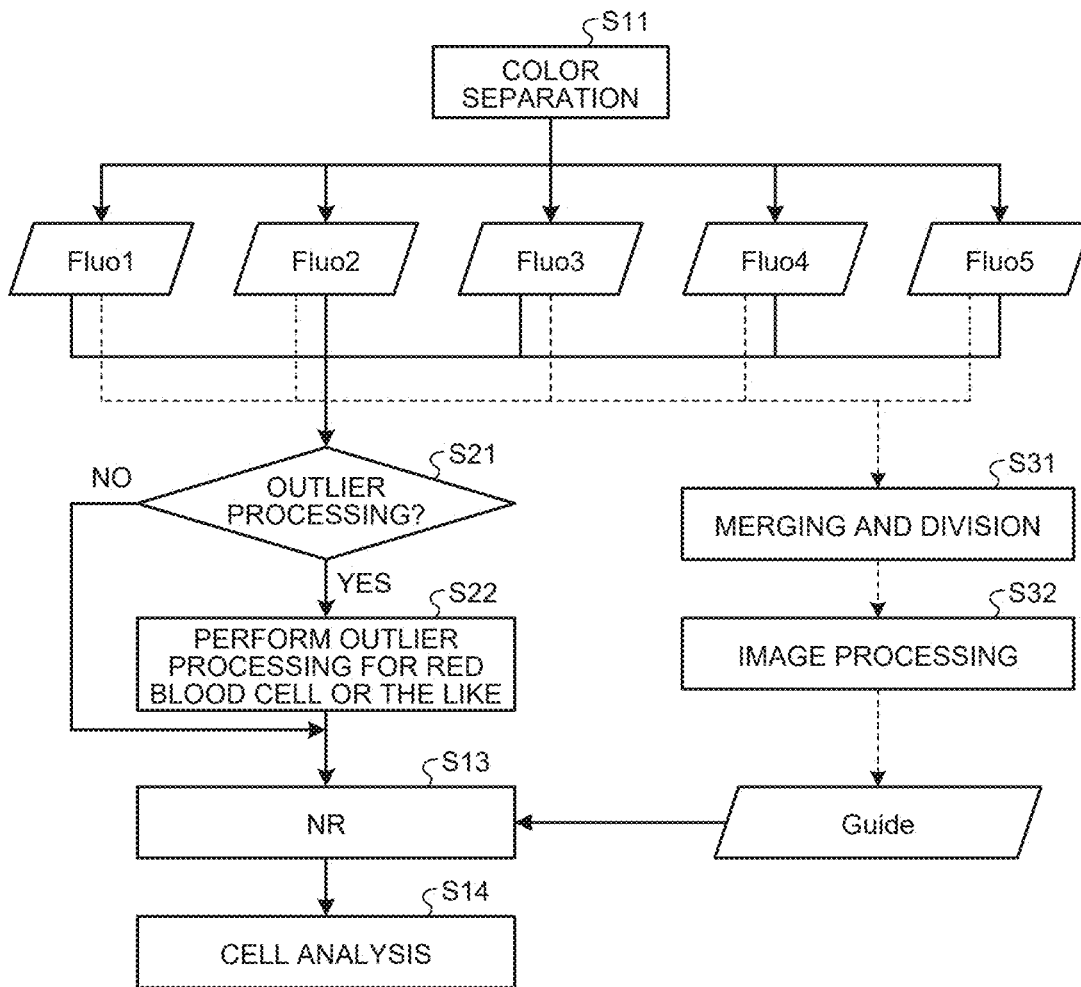 S11
COLOR
SEPARATION
Fluo1
Fluo2
Fluo3
Fluo4
Fluo5
S21
NO
OUTLIER
PROCESSING?
YES
S22
PERFORM OUTLIER
PROCESSING FOR RED
BLOOD CELL OR THE LIKE
S31
MERGING AND DIVISION
S32
IMAGE PROCESSING
S13
NR
Guide
S14
CELL ANALYSIS